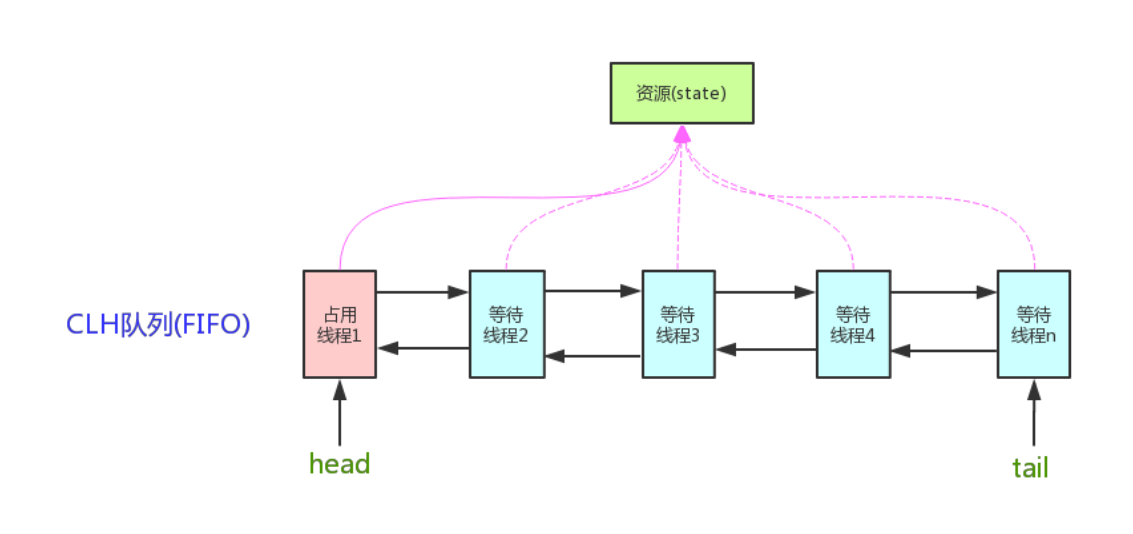 资源(state)
CLH队列(FIFO)
占用
线程1
等待
线程2
等待
线程3
等待
线程4
等待
线程n
head
tail